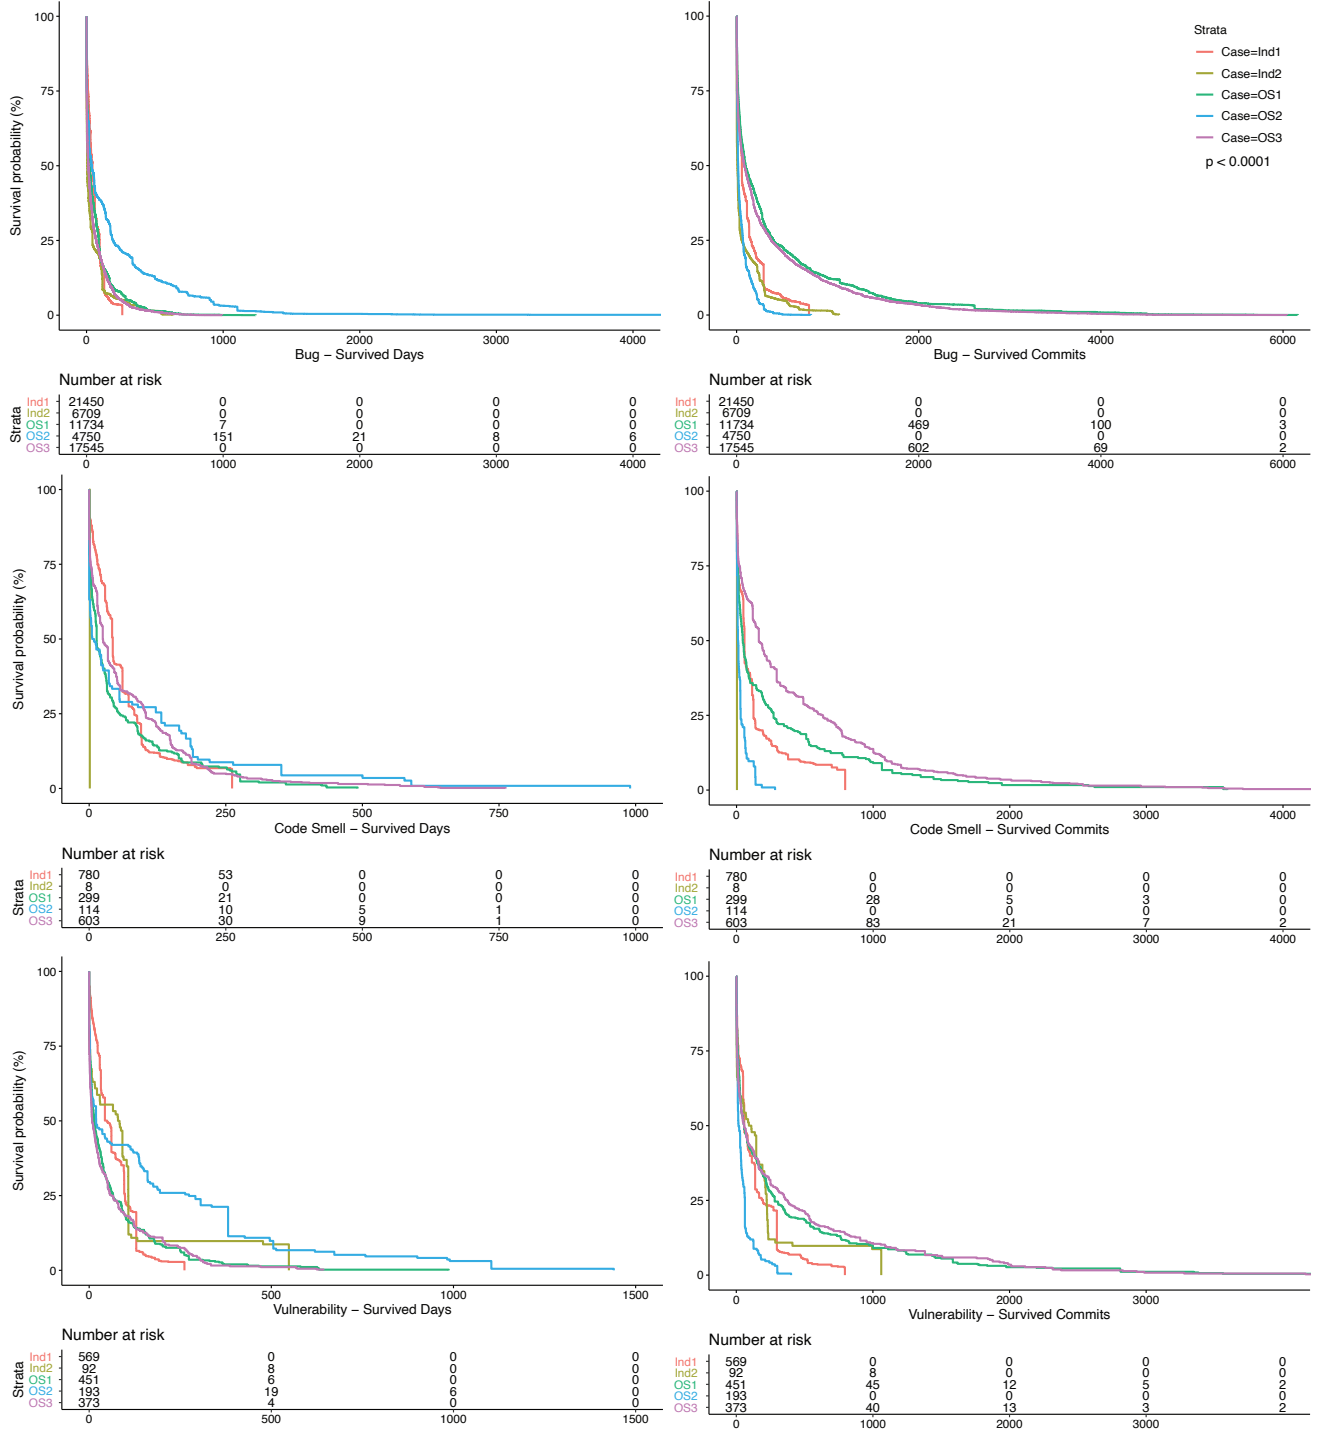 100
75
50
25
0
Survival probability (%)
0 1000 2000 3000 4000
Bug – Survived Days
Number at risk
Strata
Ind1 21450 0 0 0 0
Ind2 6709 0 0 0 0
OS1 11734 7 0 0 0
OS2 4750 151 21 8 6
OS3 17545 0 0 0 0
0 1000 2000 3000 4000
100
75
50
25
0
Strata
Case=Ind1
Case=Ind2
Case=OS1
Case=OS2
Case=OS3
p < 0.0001
0 2000 4000 6000
Bug – Survived Commits
Number at risk
Ind1 21450 0 0 0
Ind2 6709 0 0 0
OS1 11734 469 100 3
OS2 4750 0 0 0
OS3 17545 602 69 2
0 2000 4000 6000
100
75
50
25
0
Survival probability (%)
0 250 500 750 1000
Code Smell – Survived Days
Number at risk
Strata
Ind1 780 53 0 0 0
Ind2 8 0 0 0 0
OS1 299 21 0 0 0
OS2 114 10 5 1 0
OS3 603 30 9 1 0
0 250 500 750 1000
100
75
50
25
0
0 1000 2000 3000 4000
Code Smell – Survived Commits
Number at risk
Ind1 780 0 0 0 0
Ind2 8 0 0 0 0
OS1 299 28 5 3 0
OS2 114 0 0 0 0
OS3 603 83 21 7 2
0 1000 2000 3000 4000
100
75
50
25
0
Survival probability (%)
0 500 1000 1500
Vulnerability – Survived Days
Number at risk
Strata
Ind1 569 0 0 0
Ind2 92 8 0 0
OS1 451 6 0 0
OS2 193 19 6 0
OS3 373 4 0 0
0 500 1000 1500
100
75
50
25
0
0 1000 2000 3000
Vulnerability – Survived Commits
Number at risk
Ind1 569 0 0 0 0
Ind2 92 8 0 0 0
OS1 451 45 12 5 2
OS2 193 0 0 0 0
OS3 373 40 13 3 2
0 1000 2000 3000